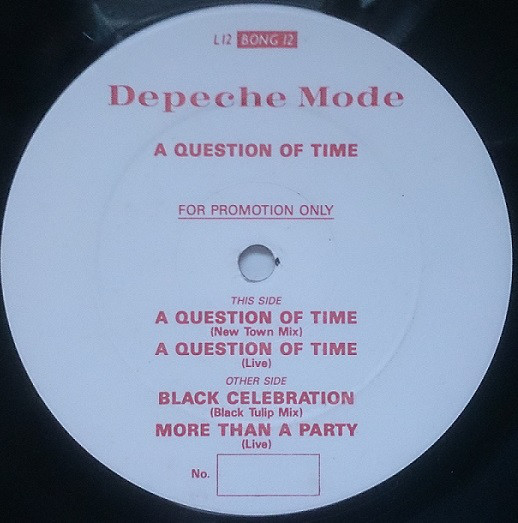 L12 BONG 12
Depeche Mode
A QUESTION OF TIME
FOR PROMOTION ONLY
THIS SIDE
A QUESTION OF TIME
(New Town Mix)
A QUESTION OF TIME
(Live)
OTHER SIDE
BLACK CELEBRATION
(Black Tulip Mix)
MORE THAN A PARTY
(Live)
No.